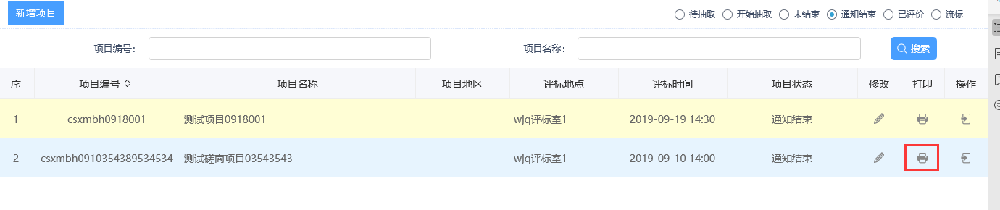 新增项目
待抽取 开始抽取 未结束 通知结束 已评价 流标
项目编号： 项目名称： 搜索
序 项目编号 项目名称 项目地区 评标地点 评标时间 项目状态 修改 打印 操作
1 csxmbh0918001 测试项目0918001 wjq评标室1 2019-09-19 14:30 通知结束
2 csxmbh0910354389534534 测试磋商项目03543543 wjq评标室1 2019-09-10 14:00 通知结束